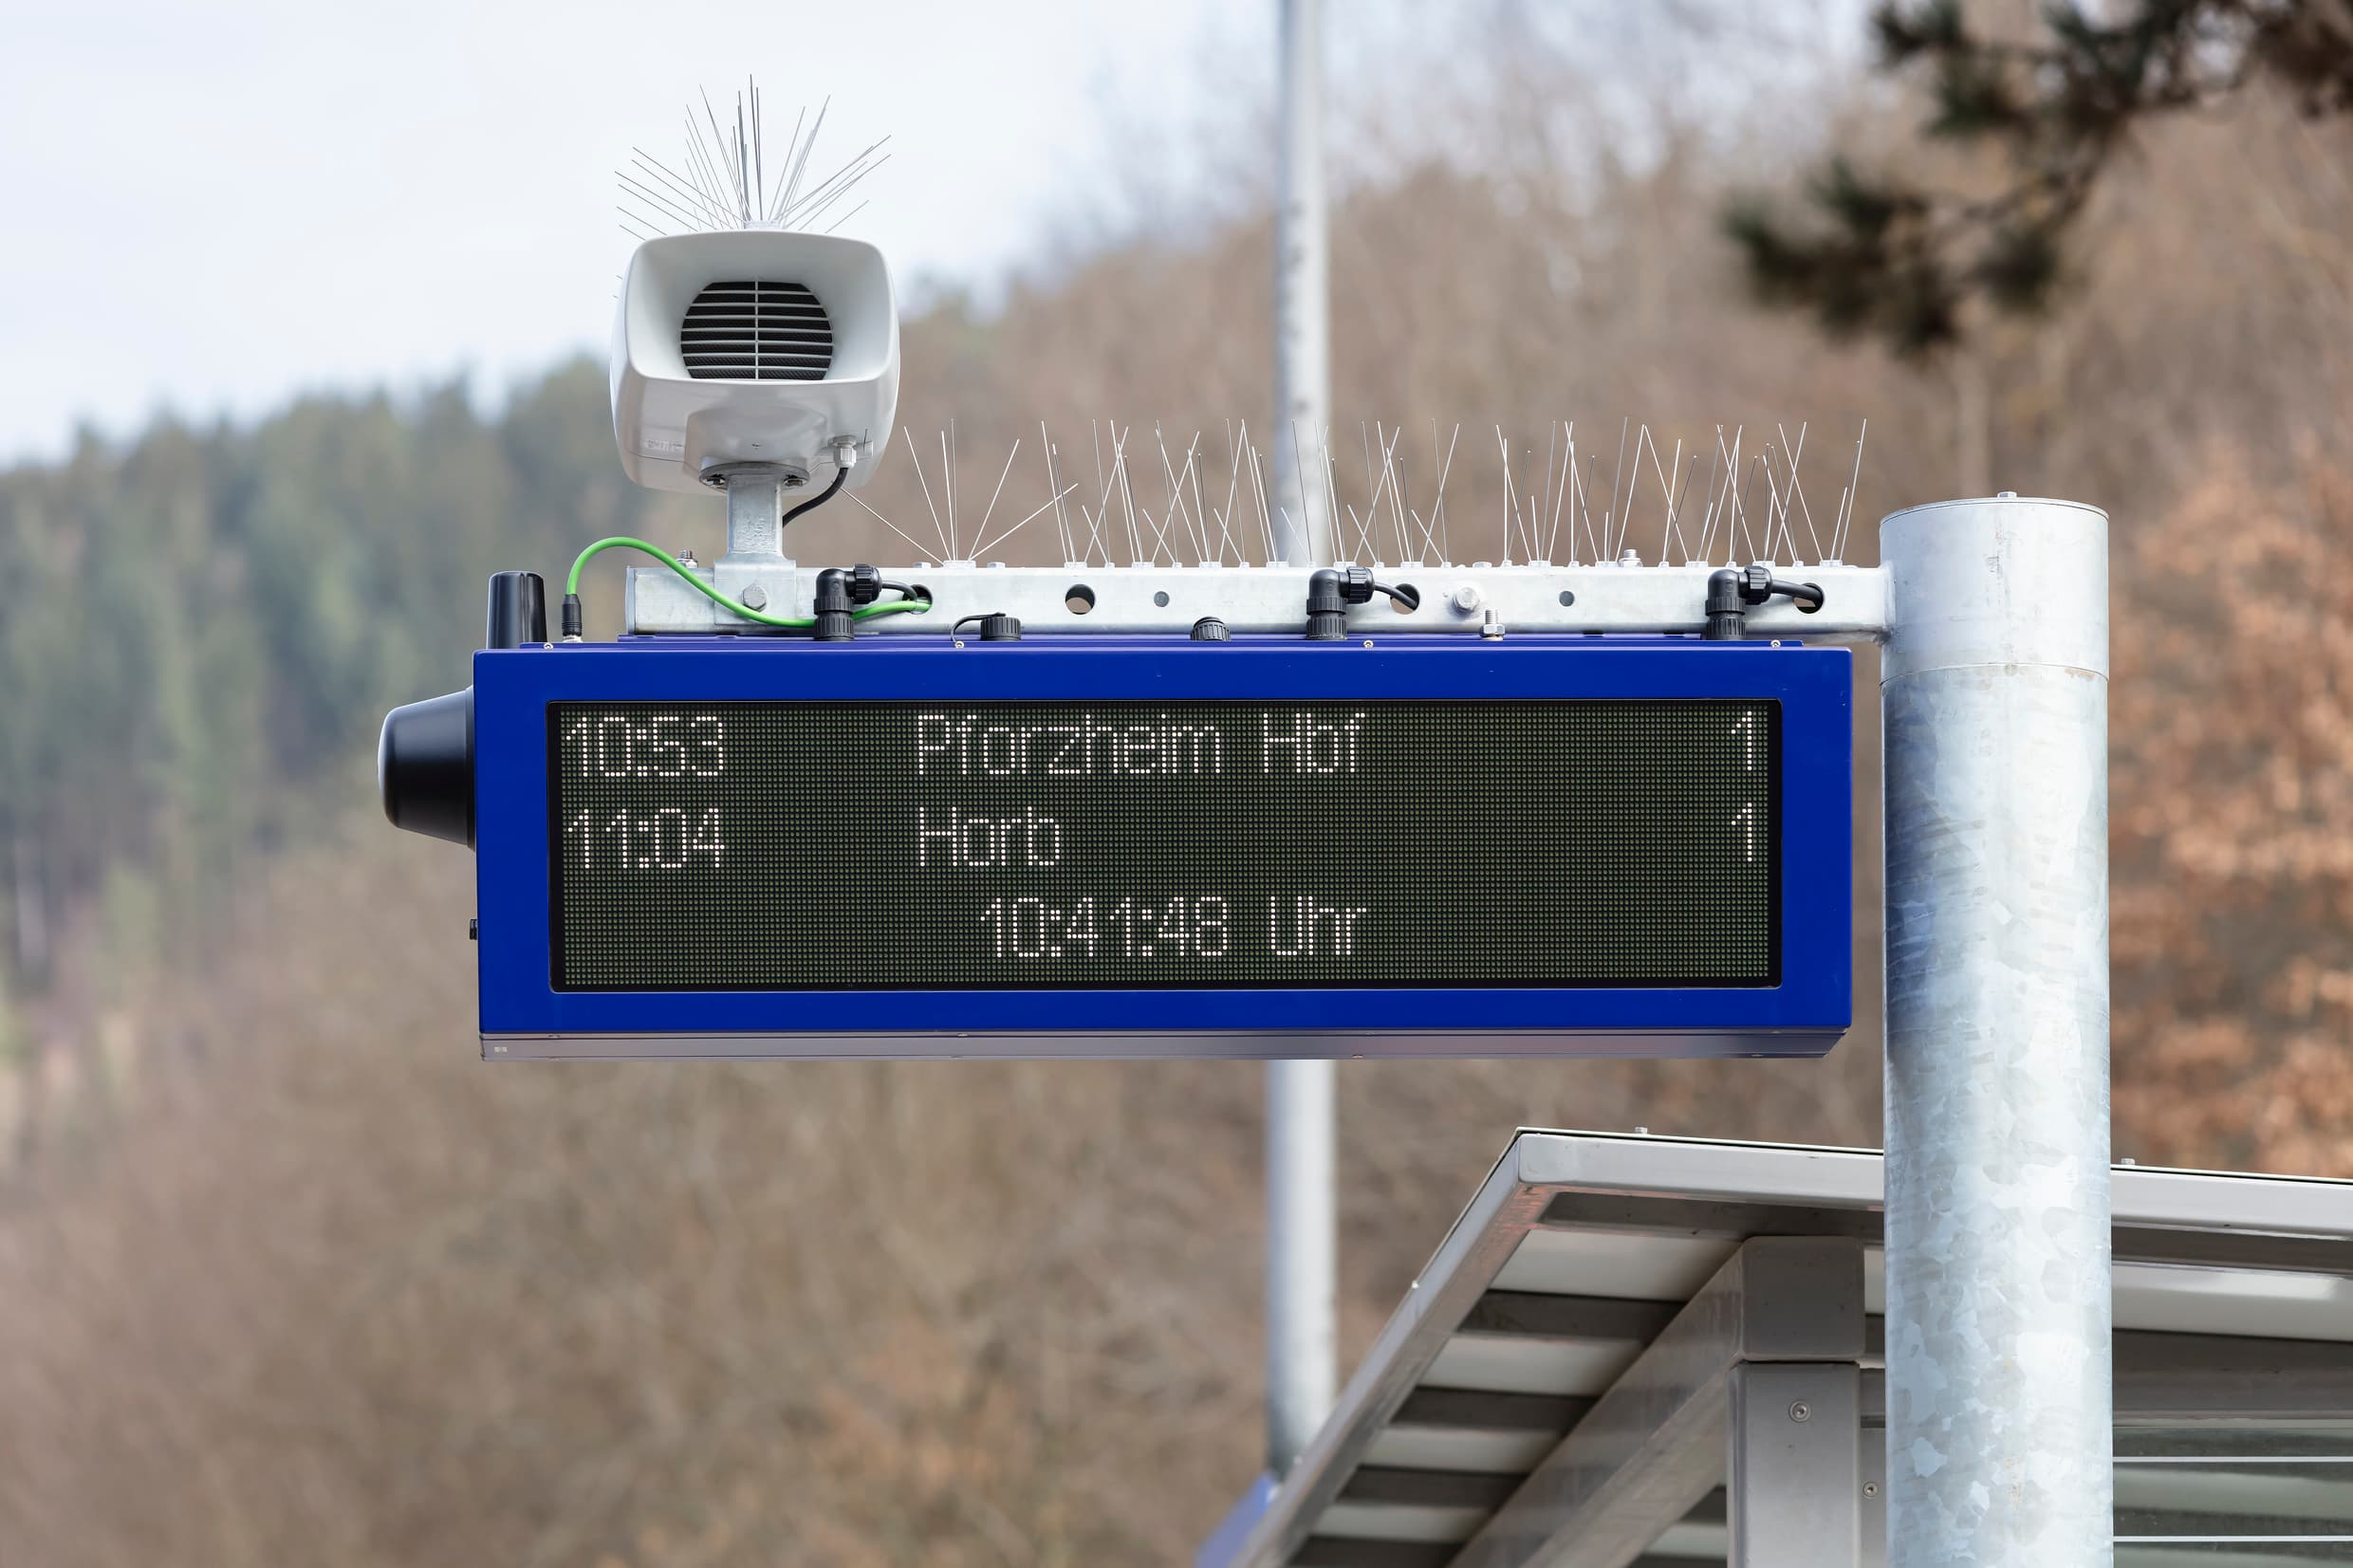 10:53 Pforzheim Hbf 1
11:04 Horb 1
10:41:48 Uhr